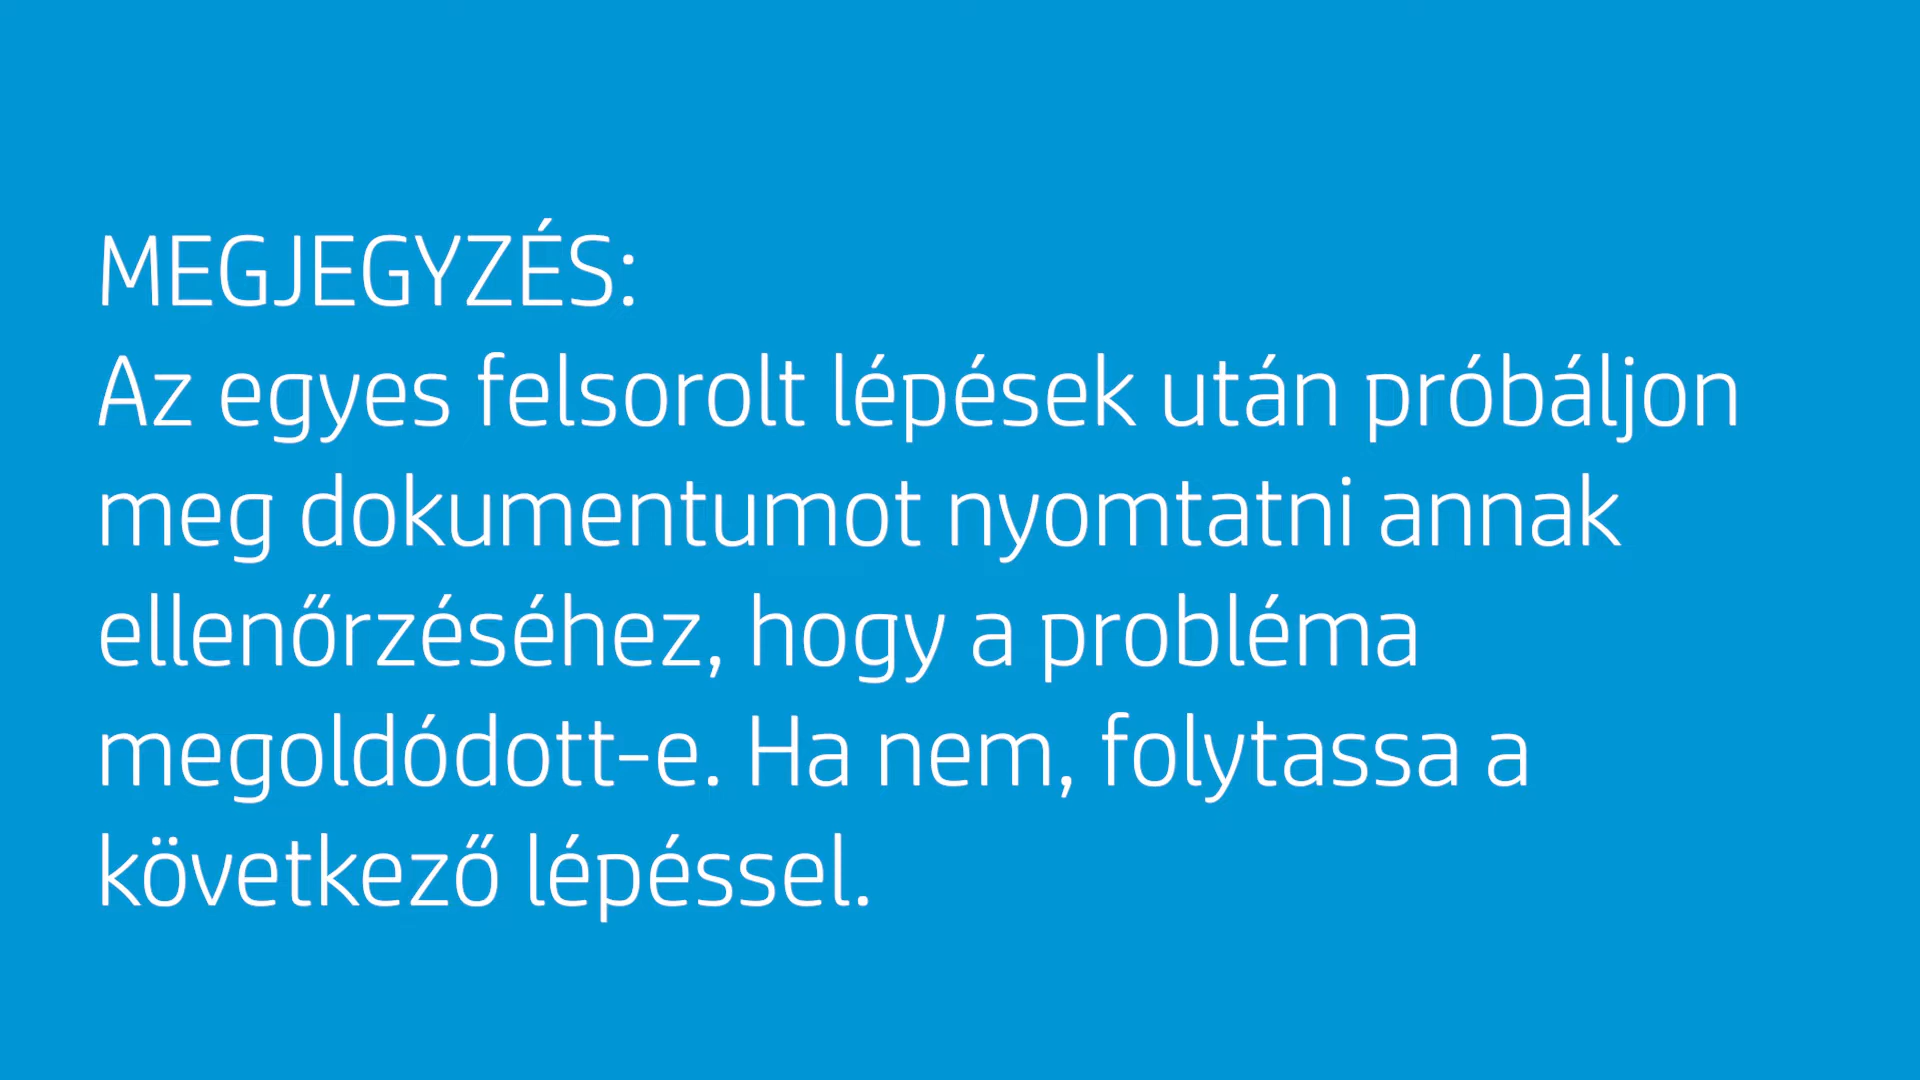 MEGJEGYZÉS:
Az egyes felsorolt lépések után próbáljon
meg dokumentumot nyomtatni annak
ellenőrzéséhez, hogy a probléma
megoldódott-e. Ha nem, folytassa a
következő lépéssel.